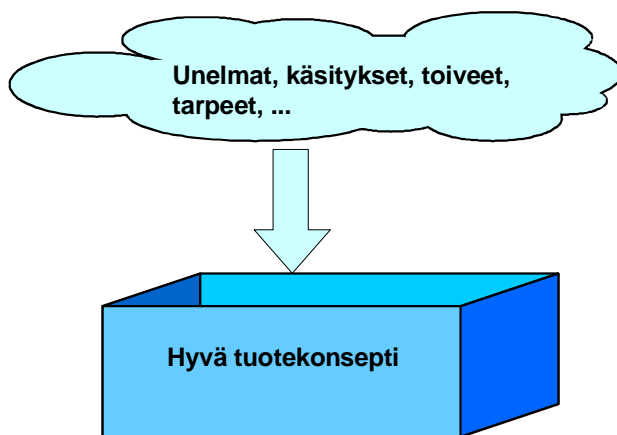 Unelmat, käsitykset, toiveet,
tarpeet, ...
Hyvä tuotekonsepti